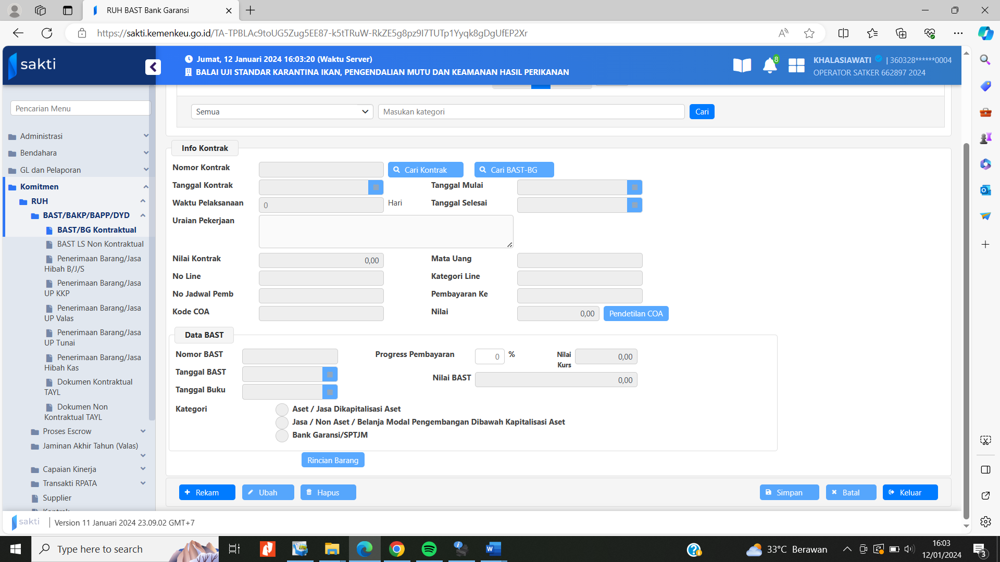 RUH BAST Bank Garansi
https://sakti.kemenkeu.go.id/TA-TPBLAc9toUG5Zug5EE87-k5tTRuW-RkZE5g8pz9I7TUTp1Yyqk8gDgUfEP2Xr
sakti
Jumat, 12 Januari 2024 16:03:20 (Waktu Server)
BALAI UJI STANDAR KARANTINA IKAN, PENGENDALIAN MUTU DAN KEAMANAN HASIL PERIKANAN
8
KHALASIAWATI | 360328******0004
OPERATOR SATKER 662897 2024
Pencarian Menu
Administrasi
Bendahara
GL dan Pelaporan
Komitmen
RUH
BAST/BAKP/BAPP/DYD
BAST/BG Kontraktual
BAST LS Non Kontraktual
Penerimaan Barang/Jasa
Hibah B/J/S
Penerimaan Barang/Jasa
UP KKP
Penerimaan Barang/Jasa
UP Valas
Penerimaan Barang/Jasa
UP Tunai
Penerimaan Barang/Jasa
Hibah Kas
Dokumen Kontraktual
TAYL
Dokumen Non
Kontraktual TAYL
Proses Escrow
Jaminan Akhir Tahun (Valas)
Capaian Kinerja
Transakti RPATA
Supplier
Semua
Masukan kategori
Cari
Info Kontrak
Nomor Kontrak
Cari Kontrak
Cari BAST-BG
Tanggal Kontrak
Tanggal Mulai
Waktu Pelaksanaan
0
Hari
Tanggal Selesai
Uraian Pekerjaan
Nilai Kontrak
0,00
Mata Uang
No Line
Kategori Line
No Jadwal Pemb
Pembayaran Ke
Kode COA
Nilai
0,00
Pendetilan COA
Data BAST
Nomor BAST
Progress Pembayaran
0
%
Nilai
Kurs
0,00
Tanggal BAST
Nilai BAST
0,00
Tanggal Buku
Kategori
Aset / Jasa Dikapitalisasi Aset
Jasa / Non Aset / Belanja Modal Pengembangan Dibawah Kapitalisasi Aset
Bank Garansi/SPTJM
Rincian Barang
Rekam
Ubah
Hapus
Simpan
Batal
Keluar
sakti
Version 11 Januari 2024 23.09.02 GMT+7
Type here to search
33°C Berawan
16:03
12/01/2024
3